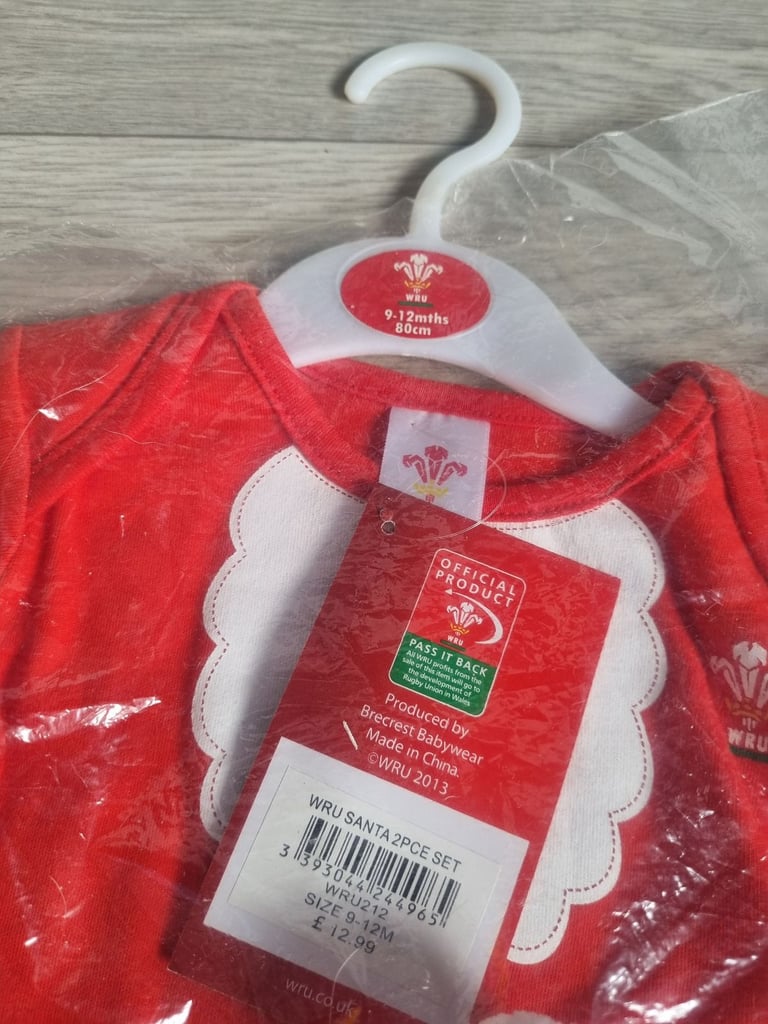 WRU
9-12mths
80cm
OFFICIAL
PRODUCT
WRU
PASS IT BACK
All WRU profits from the
sale of this item will go to
the development of
Rugby Union in Wales
Produced by
Brecrest Babywear
Made in China.
©WRU 2013
WRU SANTA 2PCE SET
3 393044 244965
WRU212
SIZE 9-12M
£ 12.99
wru.co.uk
WRU